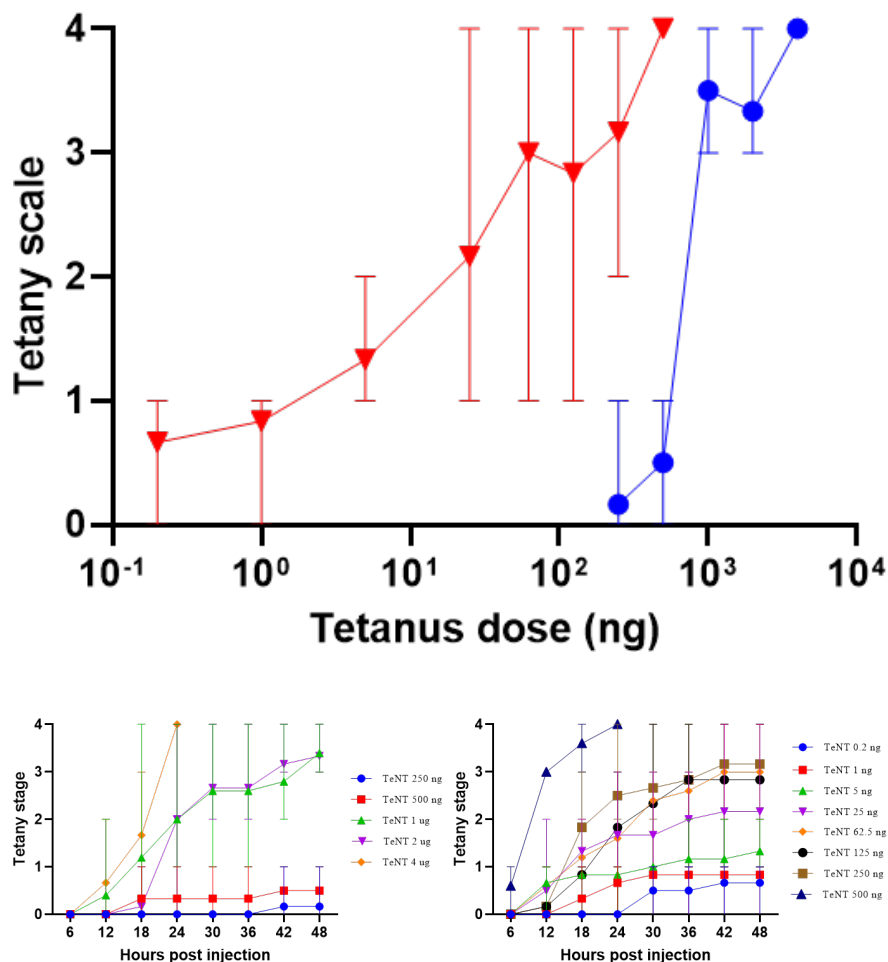 4
3
2
1
0
Tetany scale
10-1
100
101
102
103
104
Tetanus dose (ng)
4
3
2
1
0
Tetany stage
6 12 18 24 30 36 42 48
Hours post injection
TeNT 250 ng
TeNT 500 ng
TeNT 1 ug
TeNT 2 ug
TeNT 4 ug
4
3
2
1
0
Tetany stage
6 12 18 24 30 36 42 48
Hours post injection
TeNT 0.2 ng
TeNT 1 ng
TeNT 5 ng
TeNT 25 ng
TeNT 62.5 ng
TeNT 125 ng
TeNT 250 ng
TeNT 500 ng